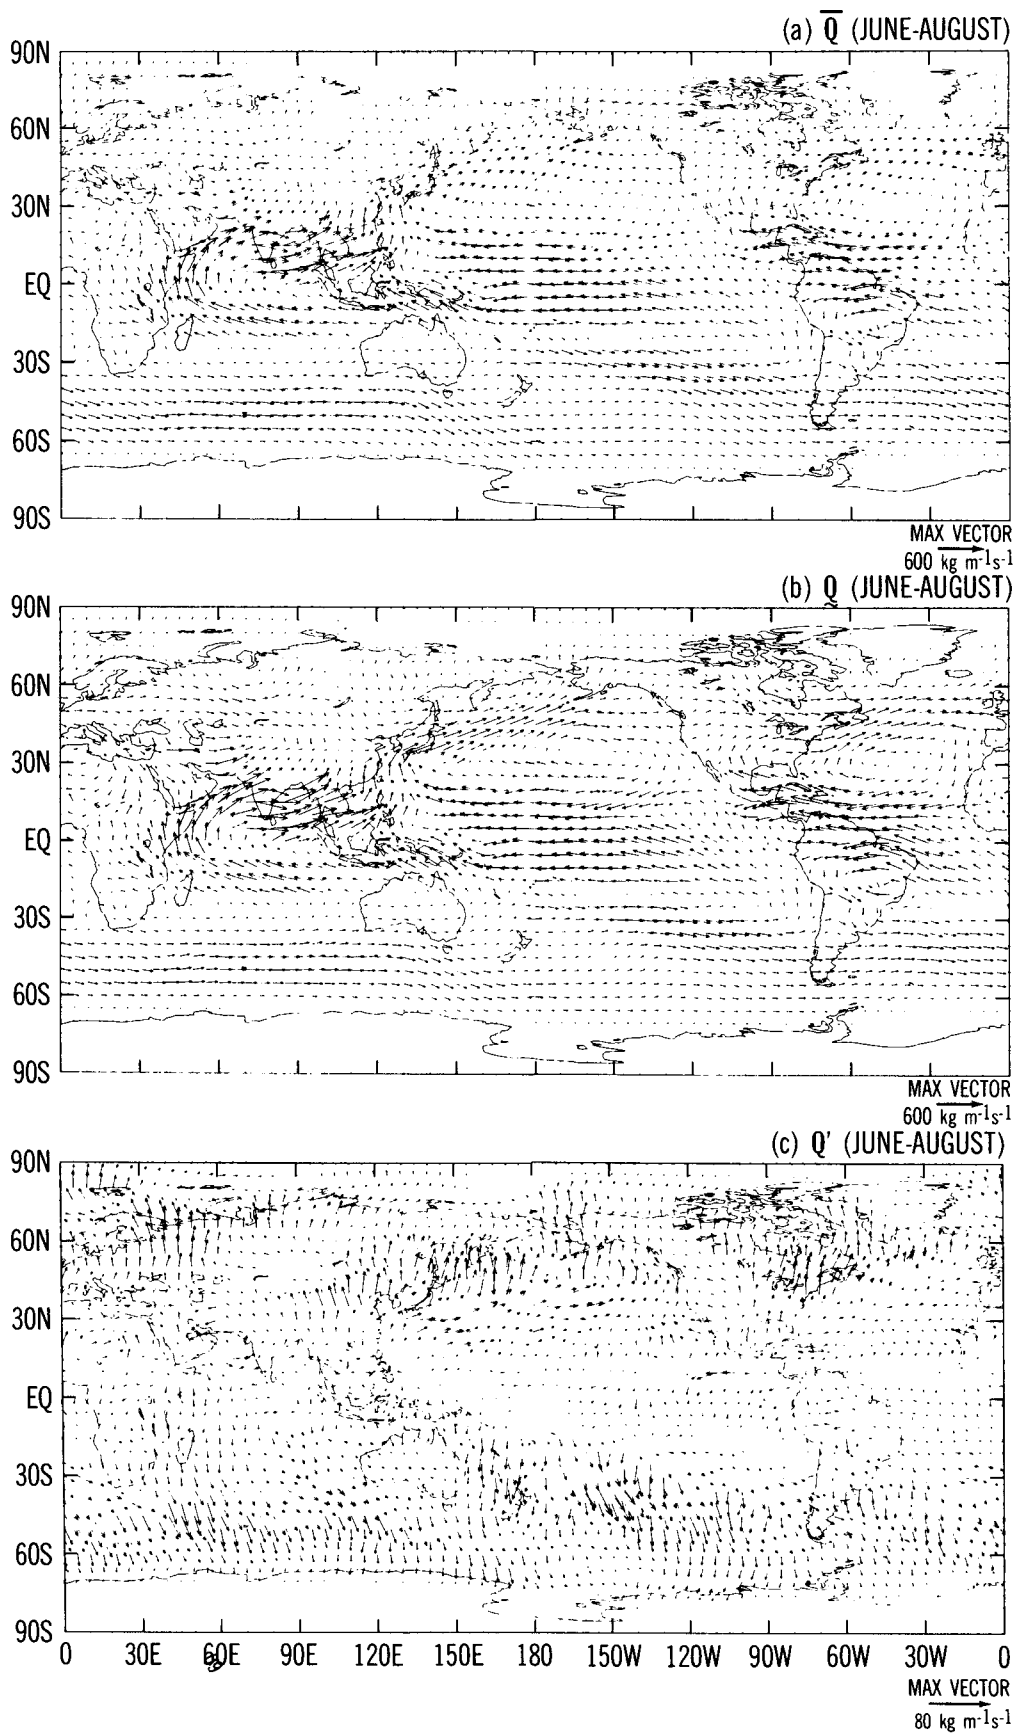 (a) Q̅ (JUNE-AUGUST)
90N
60N
30N
EQ
30S
60S
90S
MAX VECTOR
600 kg m⁻¹s⁻¹
(b) Q̰ (JUNE-AUGUST)
90N
60N
30N
EQ
30S
60S
90S
MAX VECTOR
600 kg m⁻¹s⁻¹
(c) Q' (JUNE-AUGUST)
90N
60N
30N
EQ
30S
60S
90S
0 30E 60E 90E 120E 150E 180 150W 120W 90W 60W 30W 0
MAX VECTOR
80 kg m⁻¹s⁻¹